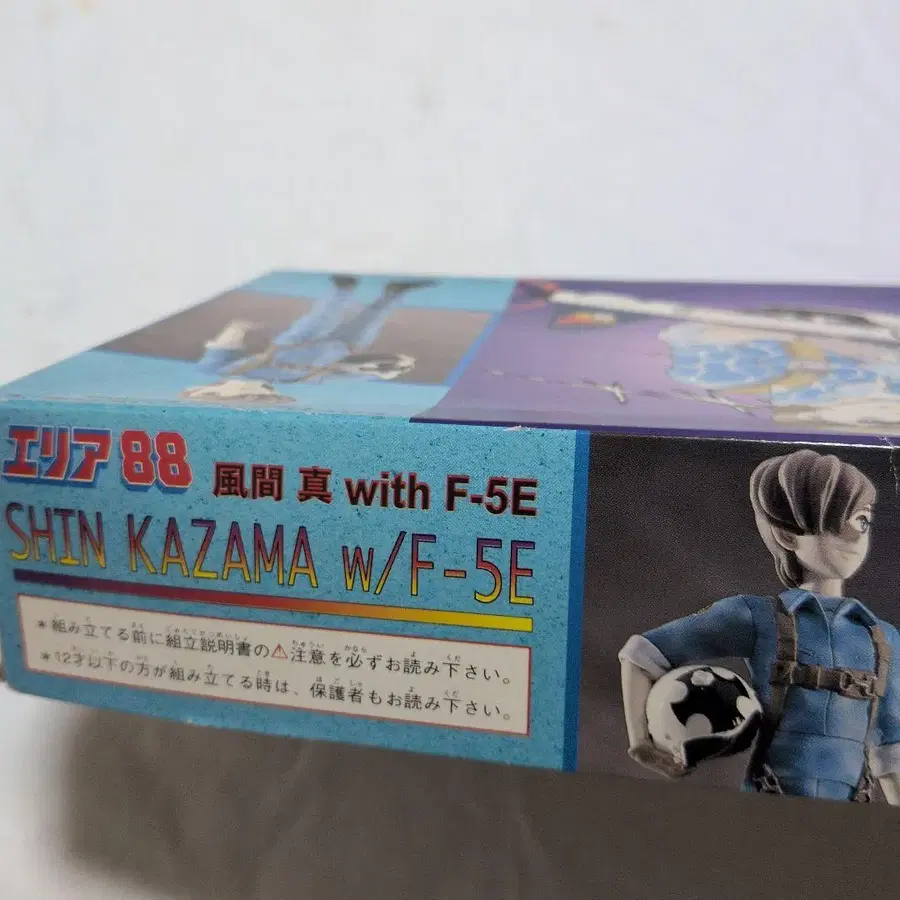 エリア88
風間 真 with F-5E
SHIN KAZAMA w/F-5E
*組み立てる前に組立説明書の⚠注意を必ずお読み下さい。
*12才以下の方が組み立てる時は、保護者もお読み下さい。